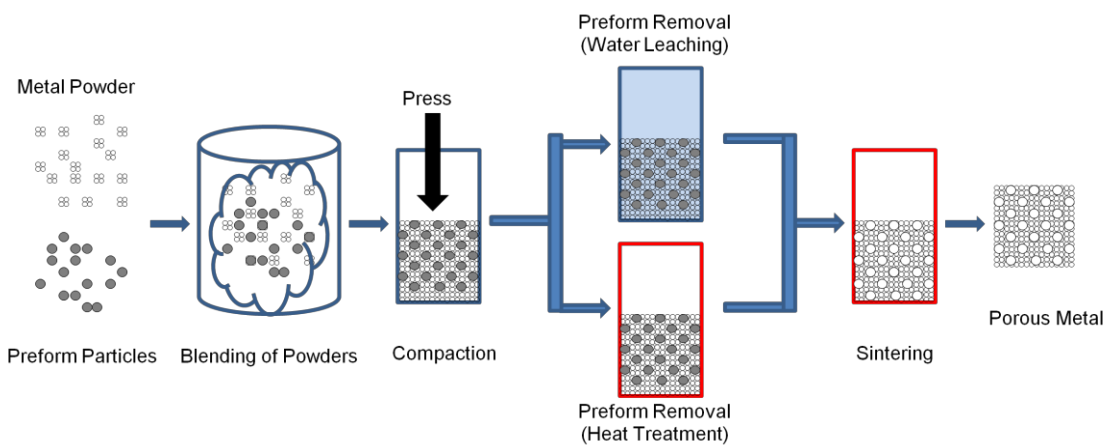 Metal Powder
Preform Particles
Blending of Powders
Press
Compaction
Preform Removal
(Water Leaching)
Preform Removal
(Heat Treatment)
Sintering
Porous Metal